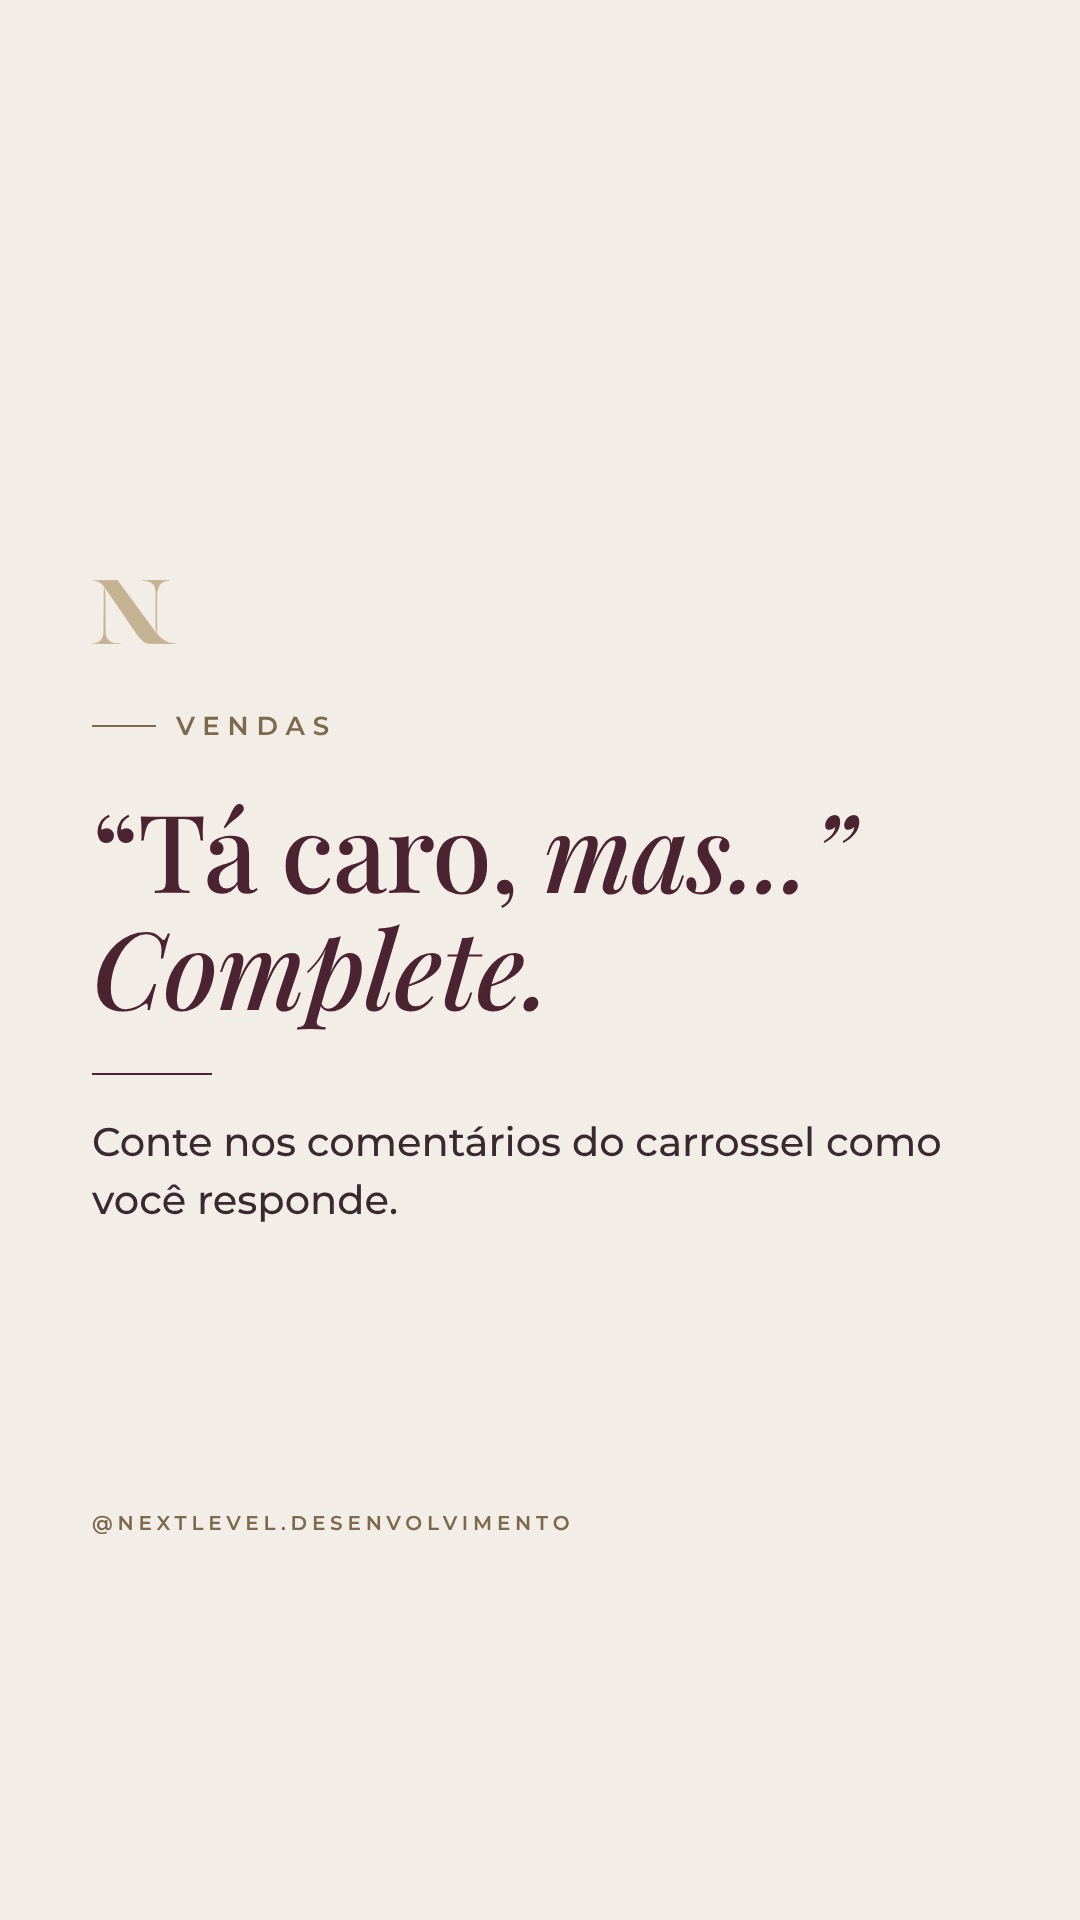 N
VENDAS
“Tá caro, mas...”
Complete.
Conte nos comentários do carrossel como
você responde.
@NEXTLEVEL.DESENVOLVIMENTO